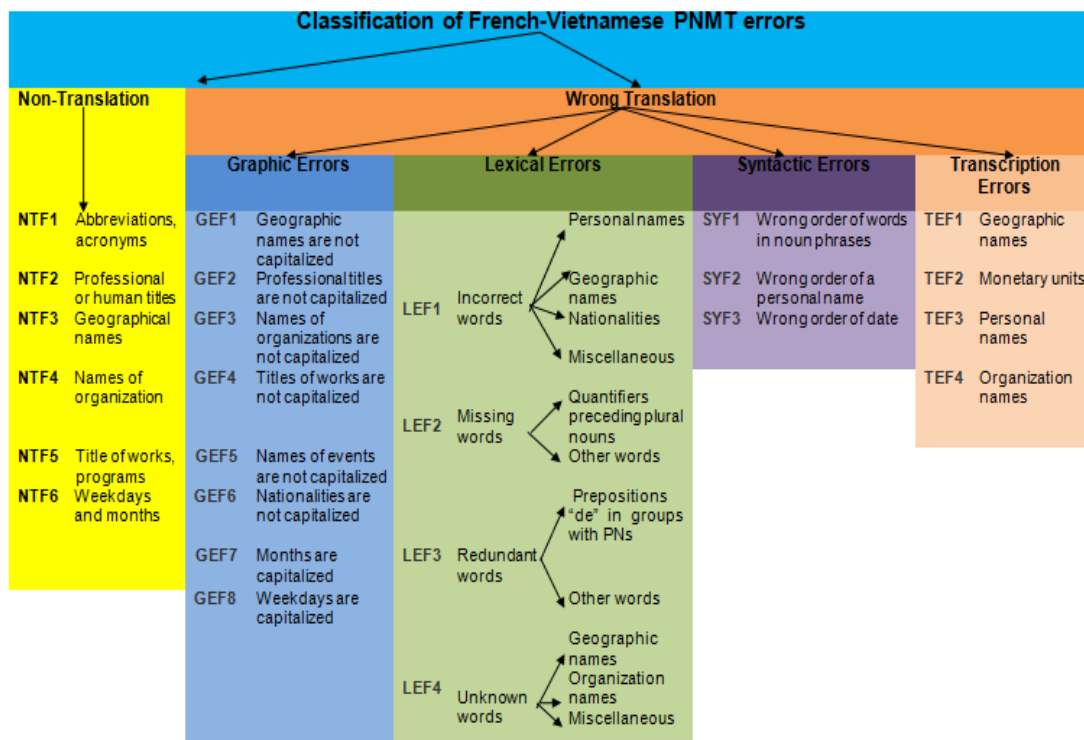 Classification of French-Vietnamese PNMT errors
Non-Translation
Wrong Translation
Graphic Errors
Lexical Errors
Syntactic Errors
Transcription
Errors
NTF1 Abbreviations,
acronyms
NTF2 Professional
or human titles
NTF3 Geographical
names
NTF4 Names of
organization
NTF5 Title of works,
programs
NTF6 Weekdays
and months
GEF1 Geographic
names are not
capitalized
GEF2 Professional titles
are not capitalized
GEF3 Names of
organizations are
not capitalized
GEF4 Titles of works are
not capitalized
GEF5 Names of events
are not capitalized
GEF6 Nationalities are
not capitalized
GEF7 Months are
capitalized
GEF8 Weekdays are
capitalized
LEF1 Incorrect
words
Personal names
Geographic
names
Nationalities
Miscellaneous
LEF2 Missing
words
Quantifiers
preceding plural
nouns
Other words
LEF3 Redundant
words
Prepositions
“de” in groups
with PNs
Other words
LEF4 Unknown
words
Geographic
names
Organization
names
Miscellaneous
SYF1 Wrong order of words
in noun phrases
SYF2 Wrong order of a
personal name
SYF3 Wrong order of date
TEF1 Geographic
names
TEF2 Monetary units
TEF3 Personal
names
TEF4 Organization
names